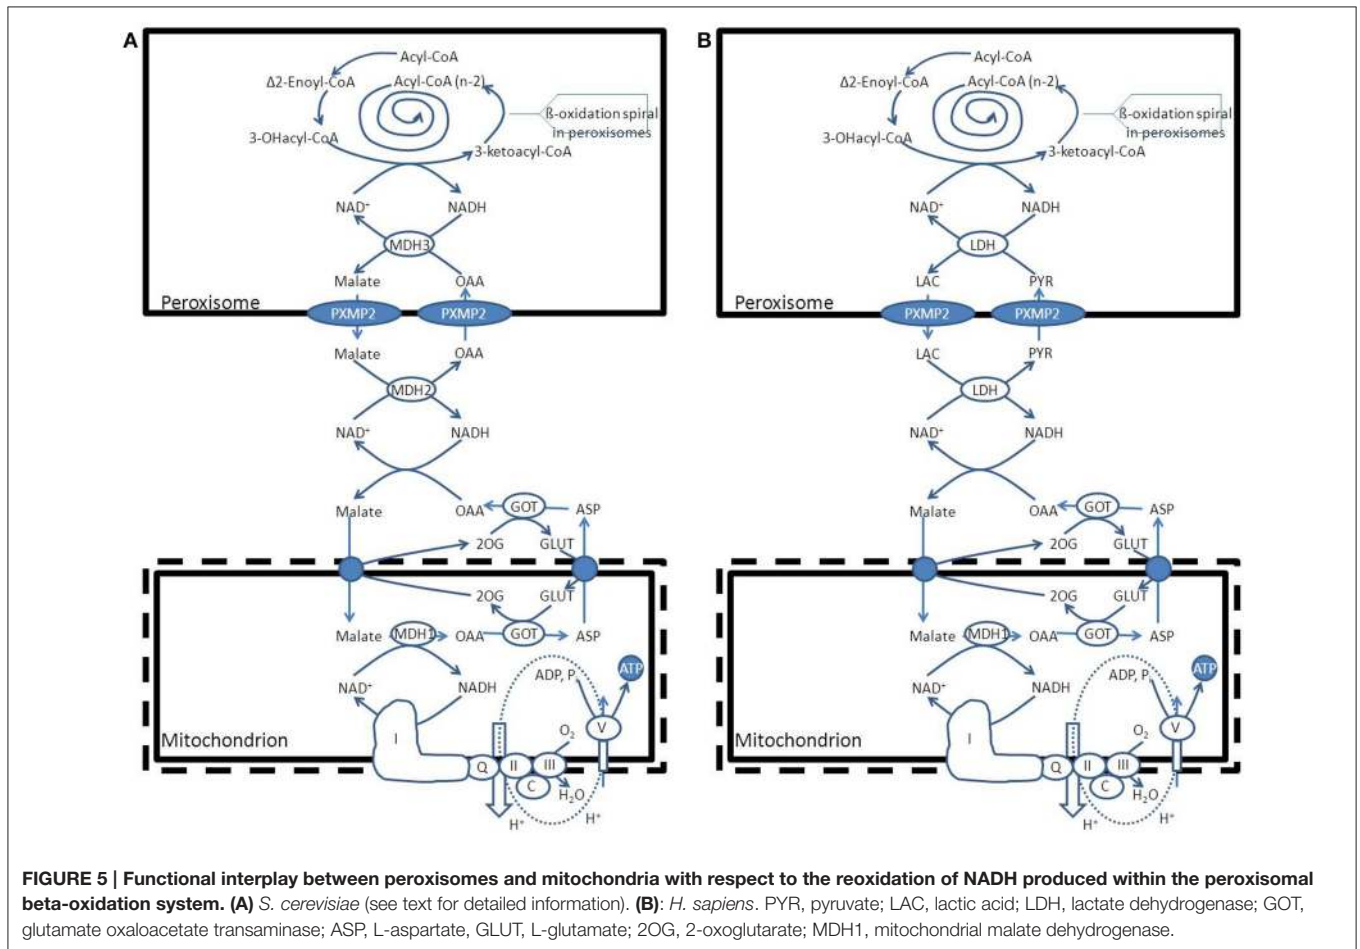 A
Acyl-CoA
Δ2-Enoyl-CoA
Acyl-CoA (n-2)
ß-oxidation spiral
in peroxisomes
3-OHacyl-CoA
3-ketoacyl-CoA
NAD⁺
NADH
MDH3
Malate
OAA
Peroxisome
PXMP2
PXMP2
Malate
OAA
MDH2
NAD⁺
NADH
Malate
OAA
GOT
ASP
2OG
GLUT
2OG
GLUT
Malate
MDH1
OAA
GOT
ASP
NAD⁺
NADH
ADP, Pi
ATP
I
V
O₂
Mitochondrion
Q
II
III
C
H₂O
H⁺
H⁺
B
Acyl-CoA
Δ2-Enoyl-CoA
Acyl-CoA (n-2)
ß-oxidation spiral
in peroxisomes
3-OHacyl-CoA
3-ketoacyl-CoA
NAD⁺
NADH
LDH
LAC
PYR
Peroxisome
PXMP2
PXMP2
LAC
PYR
LDH
NAD⁺
NADH
Malate
OAA
GOT
ASP
2OG
GLUT
2OG
GLUT
Malate
MDH1
OAA
GOT
ASP
NAD⁺
NADH
ADP, Pi
ATP
I
V
O₂
Mitochondrion
Q
II
III
C
H₂O
H⁺
H⁺
FIGURE 5 | Functional interplay between peroxisomes and mitochondria with respect to the reoxidation of NADH produced within the peroxisomal
beta-oxidation system. (A) S. cerevisiae (see text for detailed information). (B): H. sapiens. PYR, pyruvate; LAC, lactic acid; LDH, lactate dehydrogenase; GOT,
glutamate oxaloacetate transaminase; ASP, L-aspartate, GLUT, L-glutamate; 2OG, 2-oxoglutarate; MDH1, mitochondrial malate dehydrogenase.